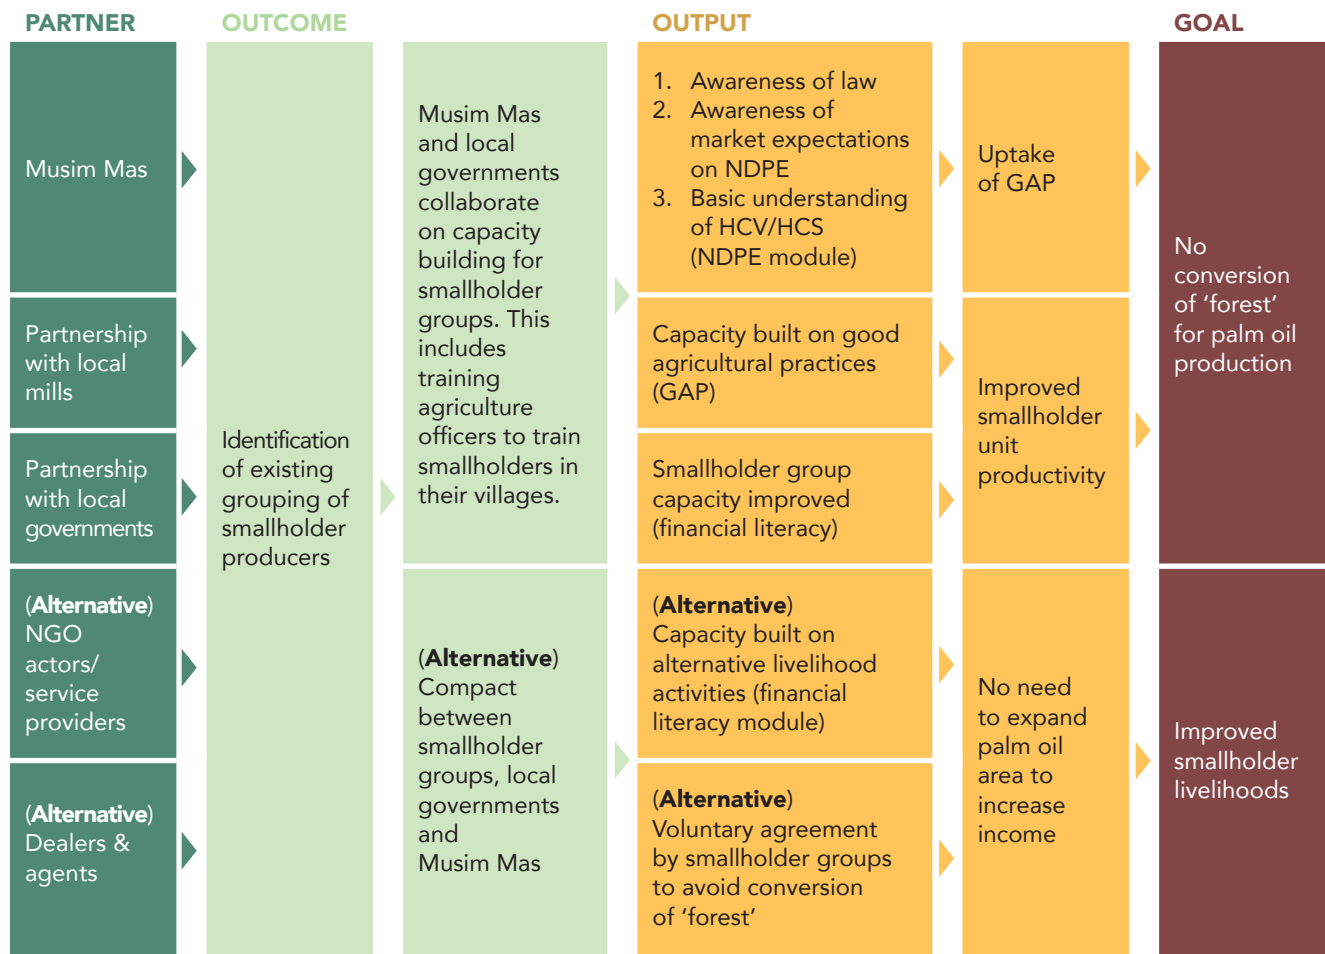 PARTNER
OUTCOME
OUTPUT
GOAL
Musim Mas
Partnership
with local
mills
Partnership
with local
governments
(Alternative)
NGO
actors/
service
providers
(Alternative)
Dealers &
agents
Identification
of existing
grouping of
smallholder
producers
Musim Mas
and local
governments
collaborate
on capacity
building for
smallholder
groups. This
includes
training
agriculture
officers to train
smallholders in
their villages.
(Alternative)
Compact
between
smallholder
groups, local
governments
and
Musim Mas
1. Awareness of law
2. Awareness of
market expectations
on NDPE
3. Basic understanding
of HCV/HCS
(NDPE module)
Capacity built on good
agricultural practices
(GAP)
Smallholder group
capacity improved
(financial literacy)
(Alternative)
Capacity built on
alternative livelihood
activities (financial
literacy module)
(Alternative)
Voluntary agreement
by smallholder groups
to avoid conversion
of ‘forest’
Uptake
of GAP
Improved
smallholder
unit
productivity
No need
to expand
palm oil
area to
increase
income
No
conversion
of ‘forest’
for palm oil
production
Improved
smallholder
livelihoods